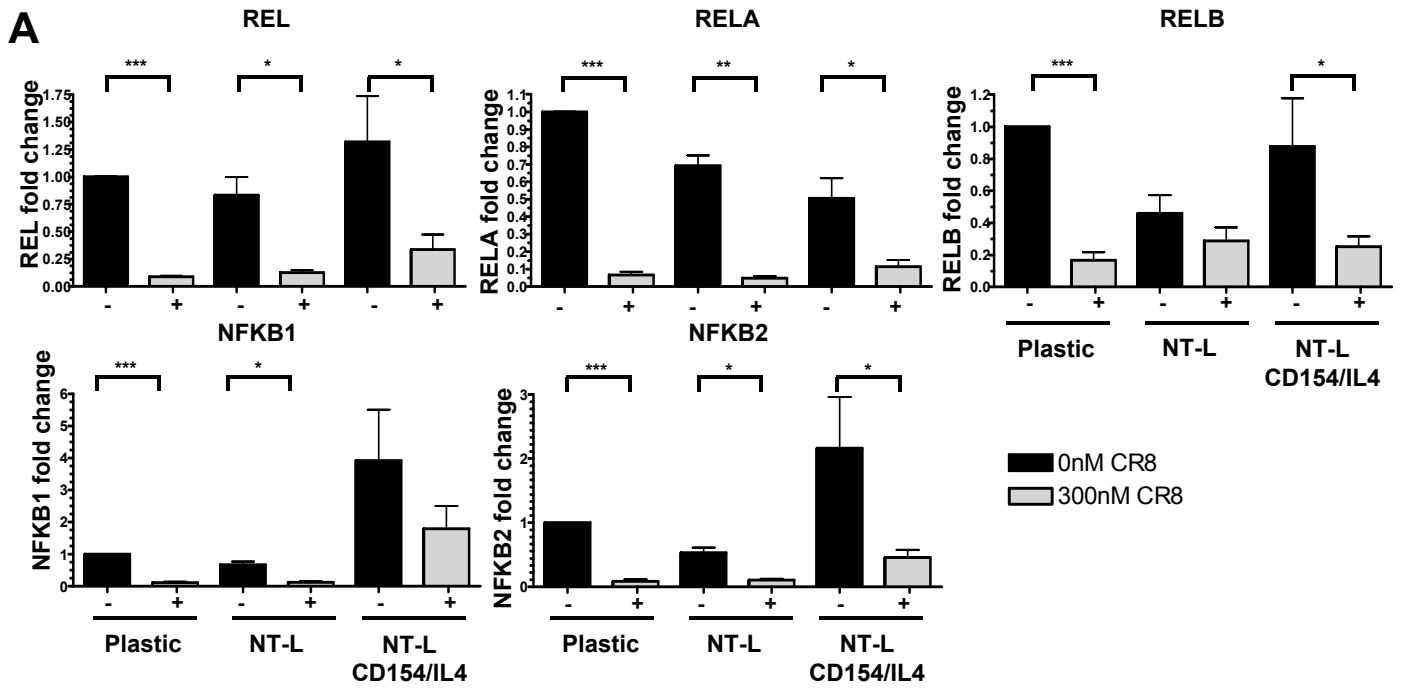 A
REL
RELA
RELB
***
*
*
***
**
*
***
*
REL fold change
1.75
1.50
1.25
1.00
0.75
0.50
0.25
0.00
- + - + - +
RELA fold change
1.1
1.0
0.9
0.8
0.7
0.6
0.5
0.4
0.3
0.2
0.1
0.0
- + - + - +
RELB fold change
1.2
1.0
0.8
0.6
0.4
0.2
0.0
- + - + - +
Plastic
NT-L
NT-L
CD154/IL4
NFKB1
NFKB2
***
*
***
*
*
NFKB1 fold change
6
5
4
3
2
1
0
- + - + - +
Plastic
NT-L
NT-L
CD154/IL4
NFKB2 fold change
3
2
1
0
- + - + - +
Plastic
NT-L
NT-L
CD154/IL4
0nM CR8
300nM CR8